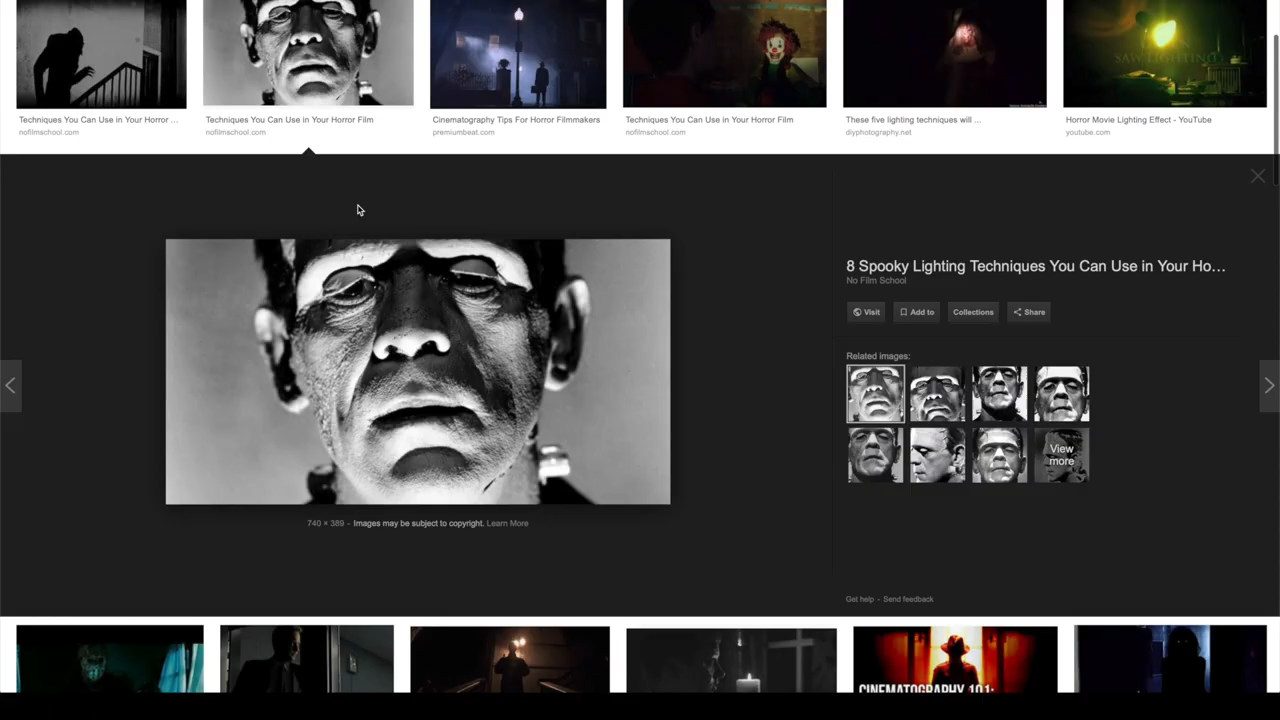 SAW LIGHTING
Techniques You Can Use in Your Horror ...
nofilmschool.com
Techniques You Can Use in Your Horror Film
nofilmschool.com
Cinematography Tips For Horror Filmmakers
premiumbeat.com
Techniques You Can Use in Your Horror Film
nofilmschool.com
These five lighting techniques will ...
diyphotography.net
Horror Movie Lighting Effect - YouTube
youtube.com
8 Spooky Lighting Techniques You Can Use in Your Ho...
No Film School
Visit
Add to
Collections
Share
Related images:
View
more
740 × 389 - Images may be subject to copyright. Learn More
Get help - Send feedback
CINEMATOGRAPHY 101: